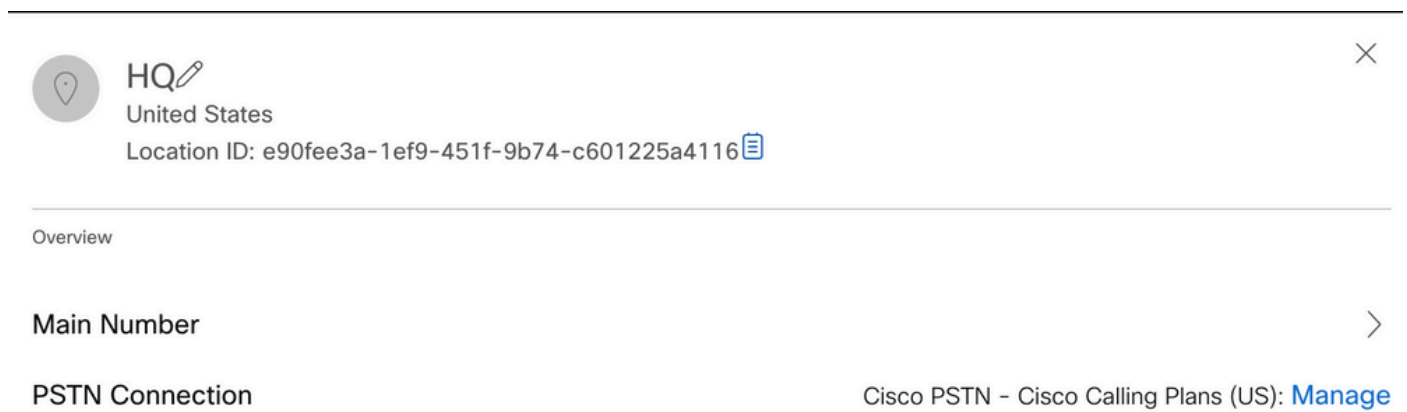 HQ
United States
Location ID: e90fee3a-1ef9-451f-9b74-c601225a4116
Overview
Main Number
PSTN Connection Cisco PSTN - Cisco Calling Plans (US): Manage